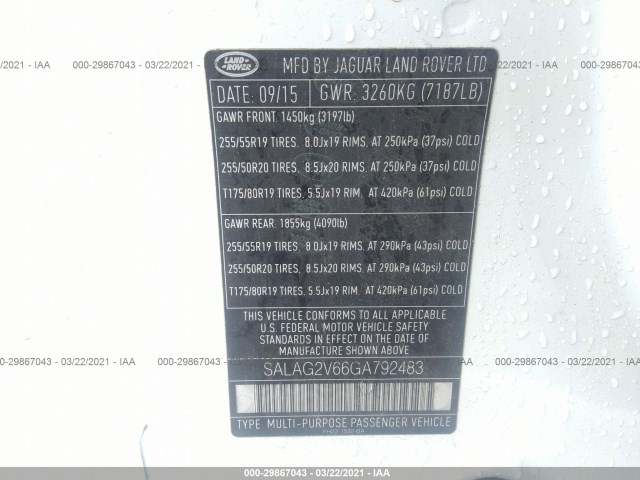 000-29867043 - 03/22/2021 - IAA
LAND
ROVER
MFD BY JAGUAR LAND ROVER LTD
DATE: 09/15
GWR: 3260KG (7187LB)
GAWR FRONT: 1450kg (3197lb)
255/55R19 TIRES, 8.0Jx19 RIMS, AT 250kPa (37psi) COLD
255/50R20 TIRES, 8.5Jx20 RIMS, AT 250kPa (37psi) COLD
T175/80R19 TIRES, 5.5Jx19 RIM, AT 420kPa (61psi) COLD
GAWR REAR: 1855kg (4090lb)
255/55R19 TIRES, 8.0Jx19 RIMS, AT 290kPa (43psi) COLD
255/50R20 TIRES, 8.5Jx20 RIMS, AT 290kPa (43psi) COLD
T175/80R19 TIRES, 5.5Jx19 RIM, AT 420kPa (61psi) COLD
THIS VEHICLE CONFORMS TO ALL APPLICABLE
U.S. FEDERAL MOTOR VEHICLE SAFETY
STANDARDS IN EFFECT ON THE DATE OF
MANUFACTURE SHOWN ABOVE.
SALAG2V66GA792483
TYPE: MULTI-PURPOSE PASSENGER VEHICLE
000-29867043 - 03/22/2021 - IAA